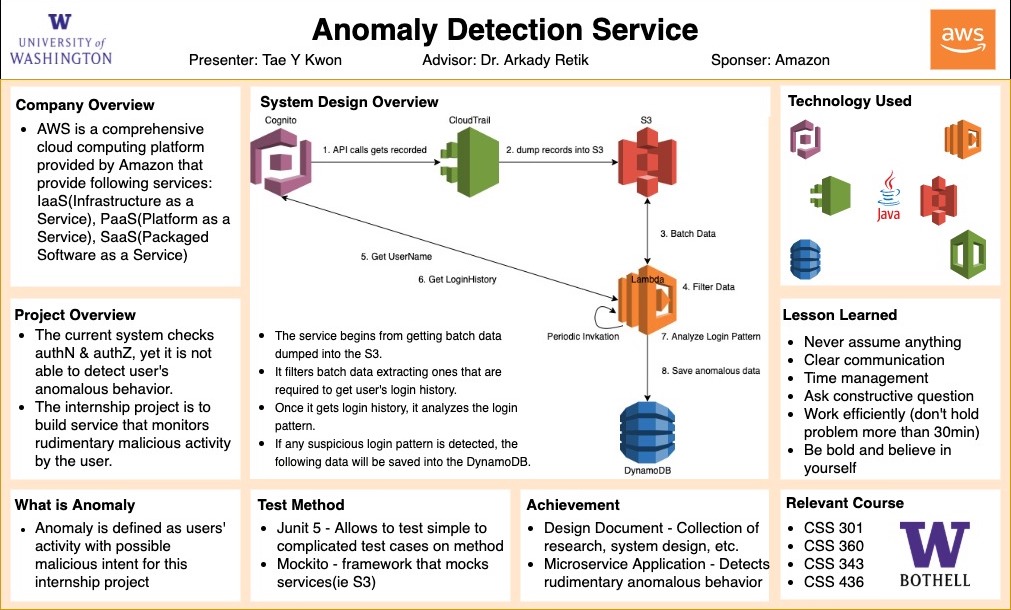 W
UNIVERSITY of
WASHINGTON
Anomaly Detection Service
Presenter: Tae Y Kwon
Advisor: Dr. Arkady Retik
Sponser: Amazon
aws
Company Overview
• AWS is a comprehensive
cloud computing platform
provided by Amazon that
provide following services:
IaaS(Infrastructure as a
Service), PaaS(Platform as a
Service), SaaS(Packaged
Software as a Service)
Project Overview
• The current system checks
authN & authZ, yet it is not
able to detect user's
anomalous behavior.
• The internship project is to
build service that monitors
rudimentary malicious activity
by the user.
What is Anomaly
• Anomaly is defined as users'
activity with possible
malicious intent for this
internship project
System Design Overview
Cognito
CloudTrail
S3
1. API calls gets recorded
2. dump records into S3
3. Batch Data
5. Get UserName
6. Get LoginHistory
Lambda
4. Filter Data
Periodic Invkation
7. Analyze Login Pattern
8. Save anomalous data
DynamoDB
• The service begins from getting batch data
dumped into the S3.
• It filters batch data extracting ones that are
required to get user's login history.
• Once it gets login history, it analyzes the login
pattern.
• If any suspicious login pattern is detected, the
following data will be saved into the DynamoDB.
Test Method
• Junit 5 - Allows to test simple to
complicated test cases on method
• Mockito - framework that mocks
services(ie S3)
Achievement
• Design Document - Collection of
research, system design, etc.
• Microservice Application - Detects
rudimentary anomalous behavior
Technology Used
Java
Lesson Learned
• Never assume anything
• Clear communication
• Time management
• Ask constructive question
• Work efficiently (don't hold
problem more than 30min)
• Be bold and believe in
yourself
Relevant Course
• CSS 301
• CSS 360
• CSS 343
• CSS 436
W
BOTHELL